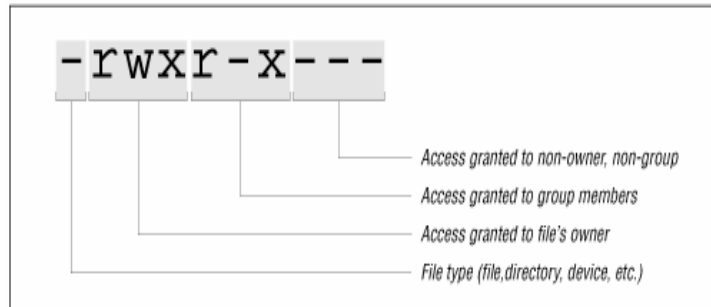 -rwxr-x---
Access granted to non-owner, non-group
Access granted to group members
Access granted to file's owner
File type (file,directory, device, etc.)